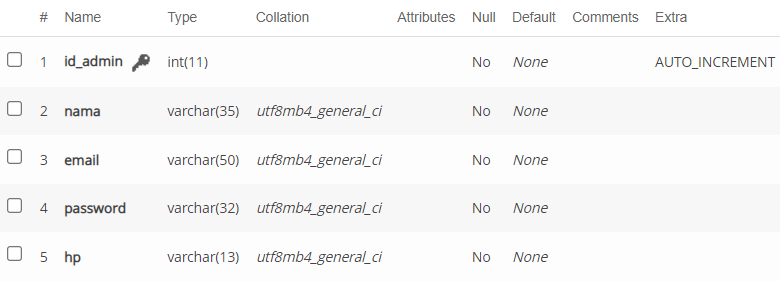 # Name Type Collation Attributes Null Default Comments Extra
1 id_admin int(11) No None AUTO_INCREMENT
2 nama varchar(35) utf8mb4_general_ci No None
3 email varchar(50) utf8mb4_general_ci No None
4 password varchar(32) utf8mb4_general_ci No None
5 hp varchar(13) utf8mb4_general_ci No None